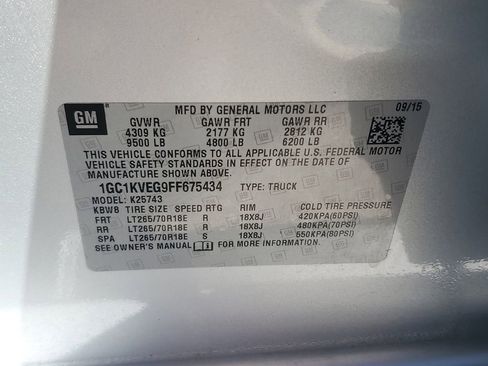 GM
MFD BY GENERAL MOTORS LLC 09/15
GVWR GAWR FRT GAWR RR
4309 KG 2177 KG 2812 KG
9500 LB 4800 LB 6200 LB
THIS VEHICLE CONFORMS TO ALL APPLICABLE U.S. FEDERAL MOTOR
VEHICLE SAFETY STANDARDS IN EFFECT ON THE DATE OF
MANUFACTURE SHOWN ABOVE.
1GC1KVEG9FF675434 TYPE: TRUCK
MODEL: K25743
KBW8 TIRE SIZE SPEED RTG RIM COLD TIRE PRESSURE
FRT LT265/70R18E R 18X8J 420KPA(60PSI)
RR LT265/70R18E R 18X8J 480KPA(70PSI)
SPA LT265/70R18E S 18X8J 550KPA(80PSI)
SEE OWNER'S MANUAL FOR MORE INFORMATION.